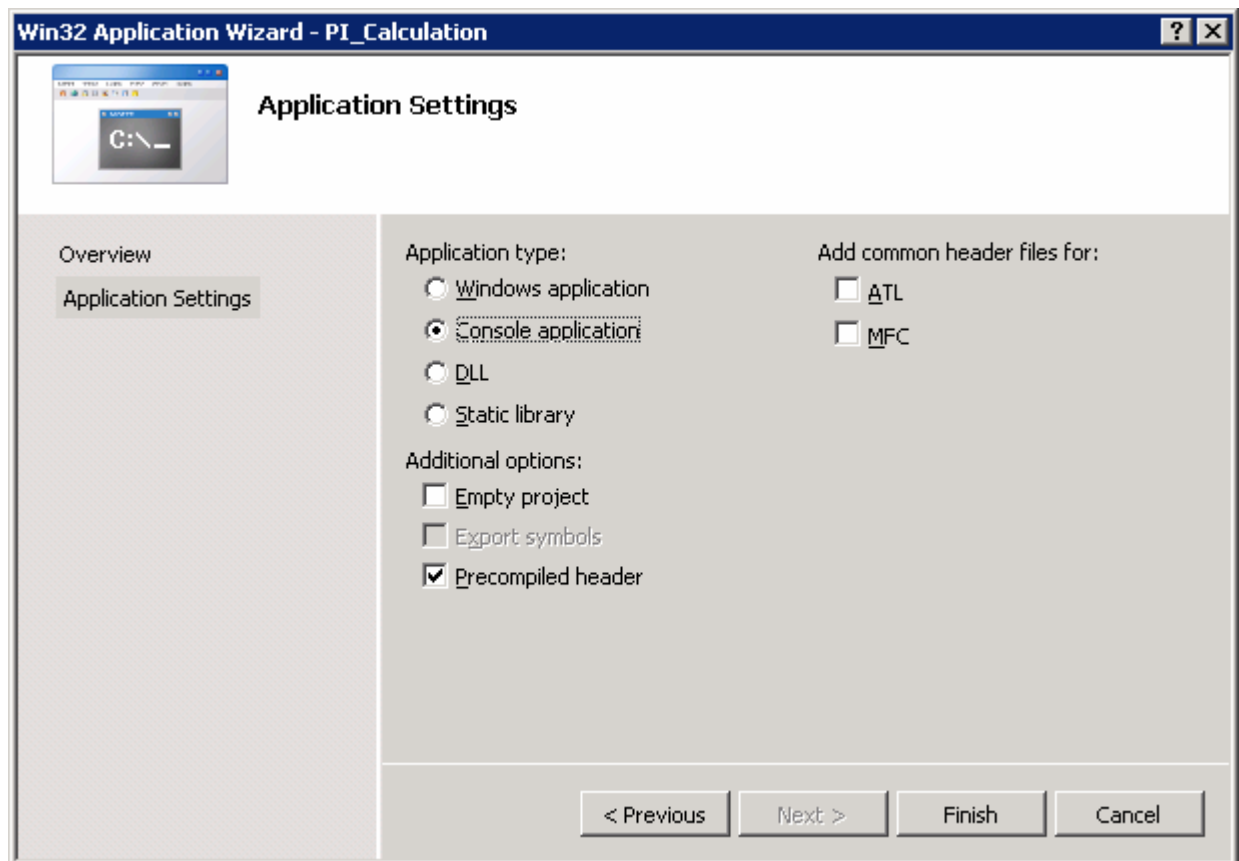 Win32 Application Wizard - PI_Calculation
C:\_
Application Settings
Overview
Application Settings
Application type:
Windows application
Console application
DLL
Static library
Additional options:
Empty project
Export symbols
Precompiled header
Add common header files for:
ATL
MFC
< Previous
Next >
Finish
Cancel